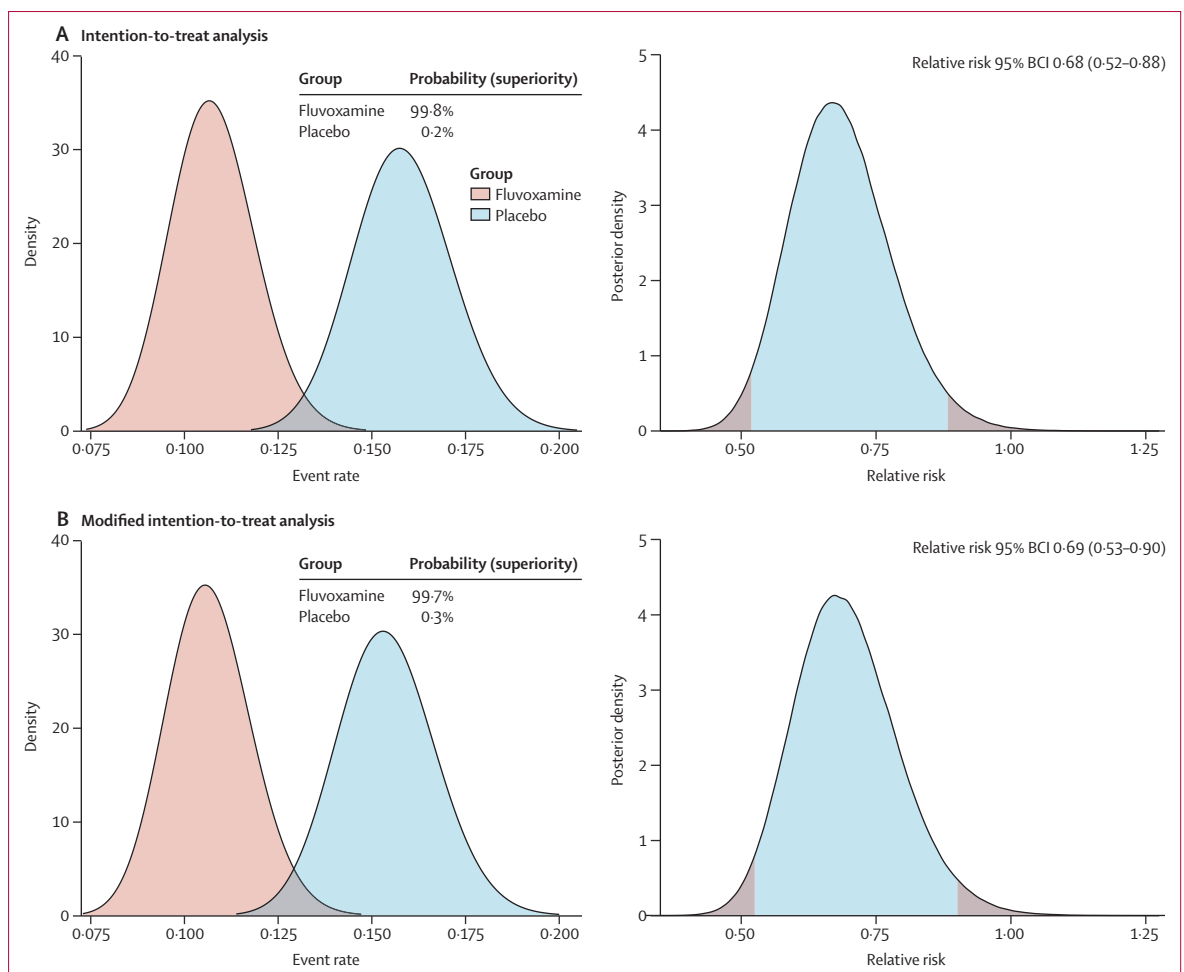 A Intention-to-treat analysis
40
30
20
10
0
Density
Group Probability (superiority)
Fluvoxamine 99·8%
Placebo 0·2%
Group
Fluvoxamine
Placebo
0·075 0·100 0·125 0·150 0·175 0·200
Event rate
5
4
3
2
1
0
Posterior density
Relative risk 95% BCI 0·68 (0·52–0·88)
0·50 0·75 1·00 1·25
Relative risk
B Modified intention-to-treat analysis
40
30
20
10
0
Density
Group Probability (superiority)
Fluvoxamine 99·7%
Placebo 0·3%
0·075 0·100 0·125 0·150 0·175 0·200
Event rate
5
4
3
2
1
0
Posterior density
Relative risk 95% BCI 0·69 (0·53–0·90)
0·50 0·75 1·00 1·25
Relative risk